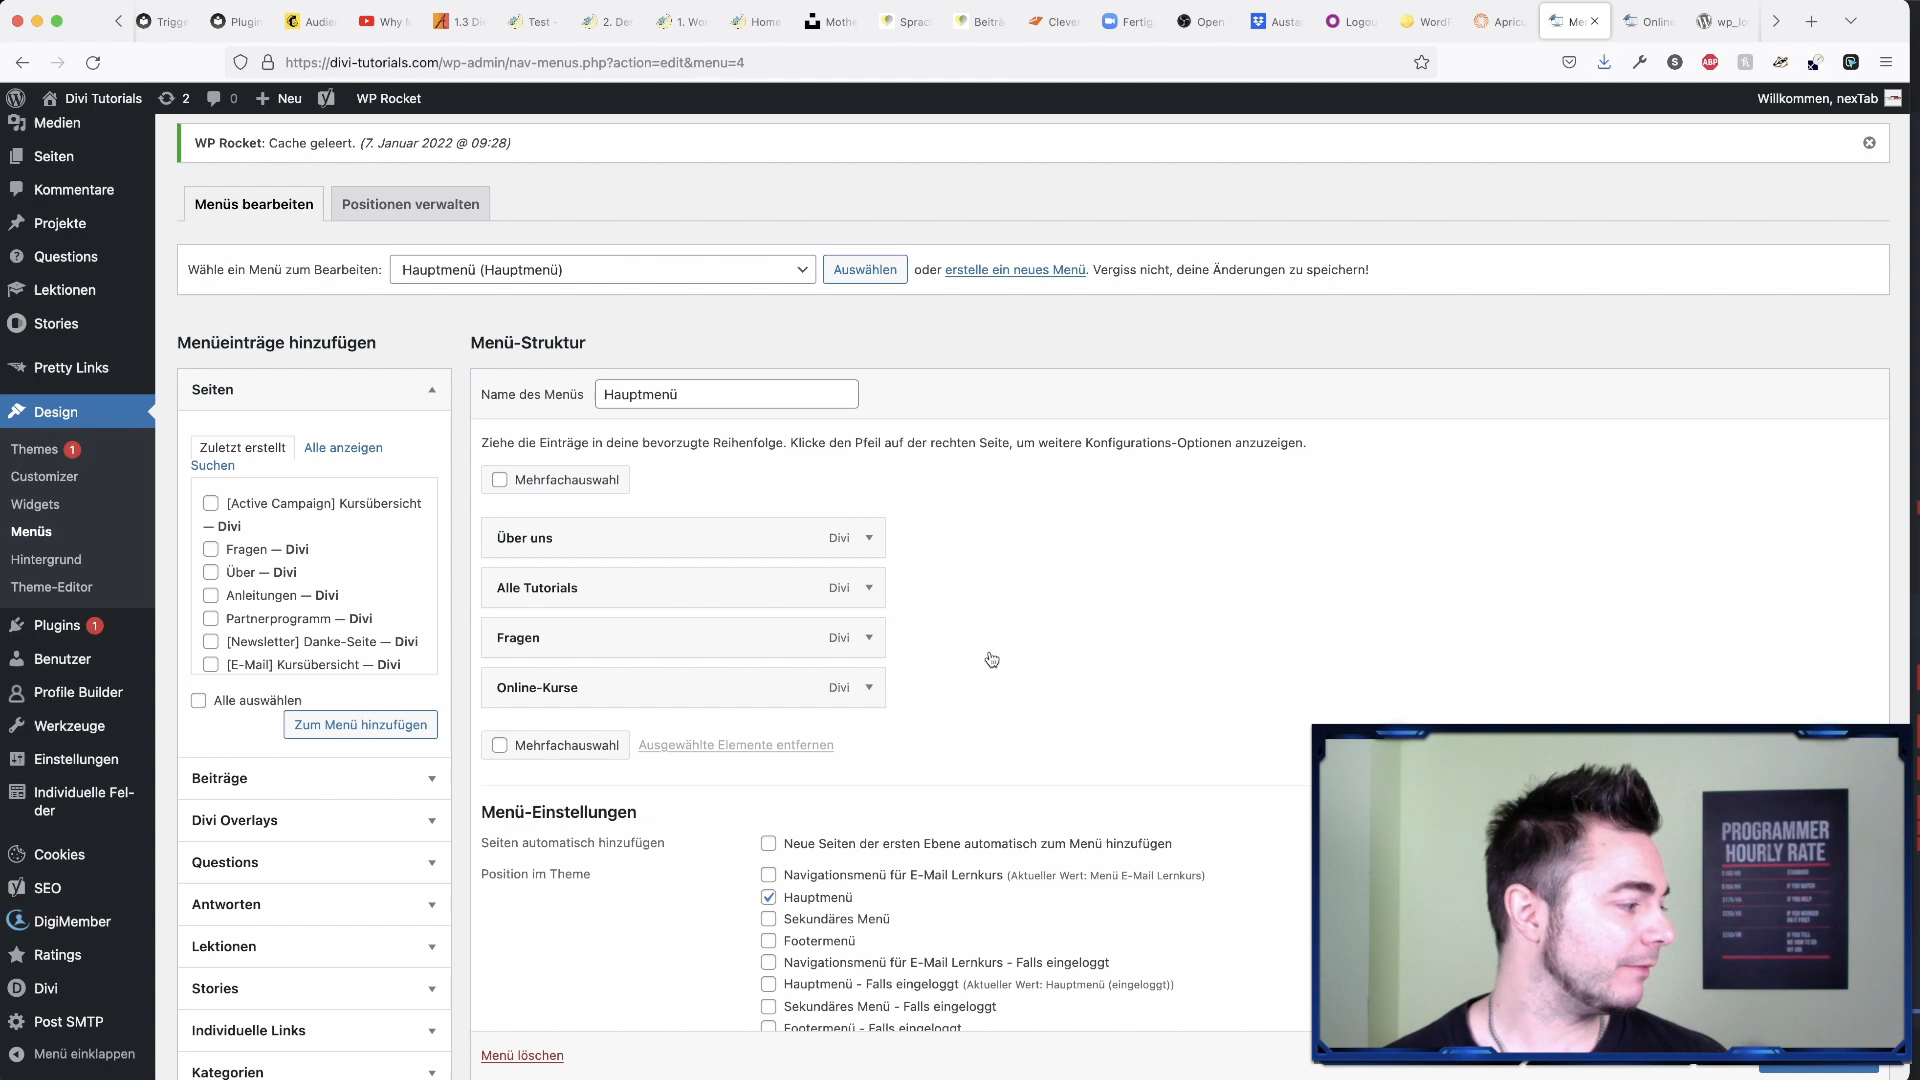 Trigge
Plugin
Audie
Why M
1.3 Die
Test -
2. Der
1. Wor
Home
Mothe
Sprac
Beiträ
Cleve
Fertig
Open
Austa
Logou
WordP
Apricu
Me
Online
wp_lo
https://divi-tutorials.com/wp-admin/nav-menus.php?action=edit&menu=4
Divi Tutorials
2
0
Neu
WP Rocket
Willkommen, nexTab
Medien
Seiten
Kommentare
Projekte
Questions
Lektionen
Stories
Pretty Links
Design
Themes 1
Customizer
Widgets
Menüs
Hintergrund
Theme-Editor
Plugins 1
Benutzer
Profile Builder
Werkzeuge
Einstellungen
Individuelle Fel-
der
Cookies
SEO
DigiMember
Ratings
Divi
Post SMTP
Menü einklappen
WP Rocket: Cache geleert. (7. Januar 2022 @ 09:28)
Menüs bearbeiten
Positionen verwalten
Wähle ein Menü zum Bearbeiten:
Hauptmenü (Hauptmenü)
Auswählen
oder erstelle ein neues Menü. Vergiss nicht, deine Änderungen zu speichern!
Menüeinträge hinzufügen
Seiten
Zuletzt erstellt
Alle anzeigen
Suchen
[Active Campaign] Kursübersicht
— Divi
Fragen — Divi
Über — Divi
Anleitungen — Divi
Partnerprogramm — Divi
[Newsletter] Danke-Seite — Divi
[E-Mail] Kursübersicht — Divi
Alle auswählen
Zum Menü hinzufügen
Beiträge
Divi Overlays
Questions
Antworten
Lektionen
Stories
Individuelle Links
Kategorien
Menü-Struktur
Name des Menüs
Hauptmenü
Ziehe die Einträge in deine bevorzugte Reihenfolge. Klicke den Pfeil auf der rechten Seite, um weitere Konfigurations-Optionen anzuzeigen.
Mehrfachauswahl
Über uns
Divi
Alle Tutorials
Divi
Fragen
Divi
Online-Kurse
Divi
Mehrfachauswahl
Ausgewählte Elemente entfernen
Menü-Einstellungen
Seiten automatisch hinzufügen
Neue Seiten der ersten Ebene automatisch zum Menü hinzufügen
Position im Theme
Navigationsmenü für E-Mail Lernkurs (Aktueller Wert: Menü E-Mail Lernkurs)
Hauptmenü
Sekundäres Menü
Footermenü
Navigationsmenü für E-Mail Lernkurs - Falls eingeloggt
Hauptmenü - Falls eingeloggt (Aktueller Wert: Hauptmenü (eingeloggt))
Sekundäres Menü - Falls eingeloggt
Footermenü - Falls eingeloggt
Menü löschen
PROGRAMMER
HOURLY RATE